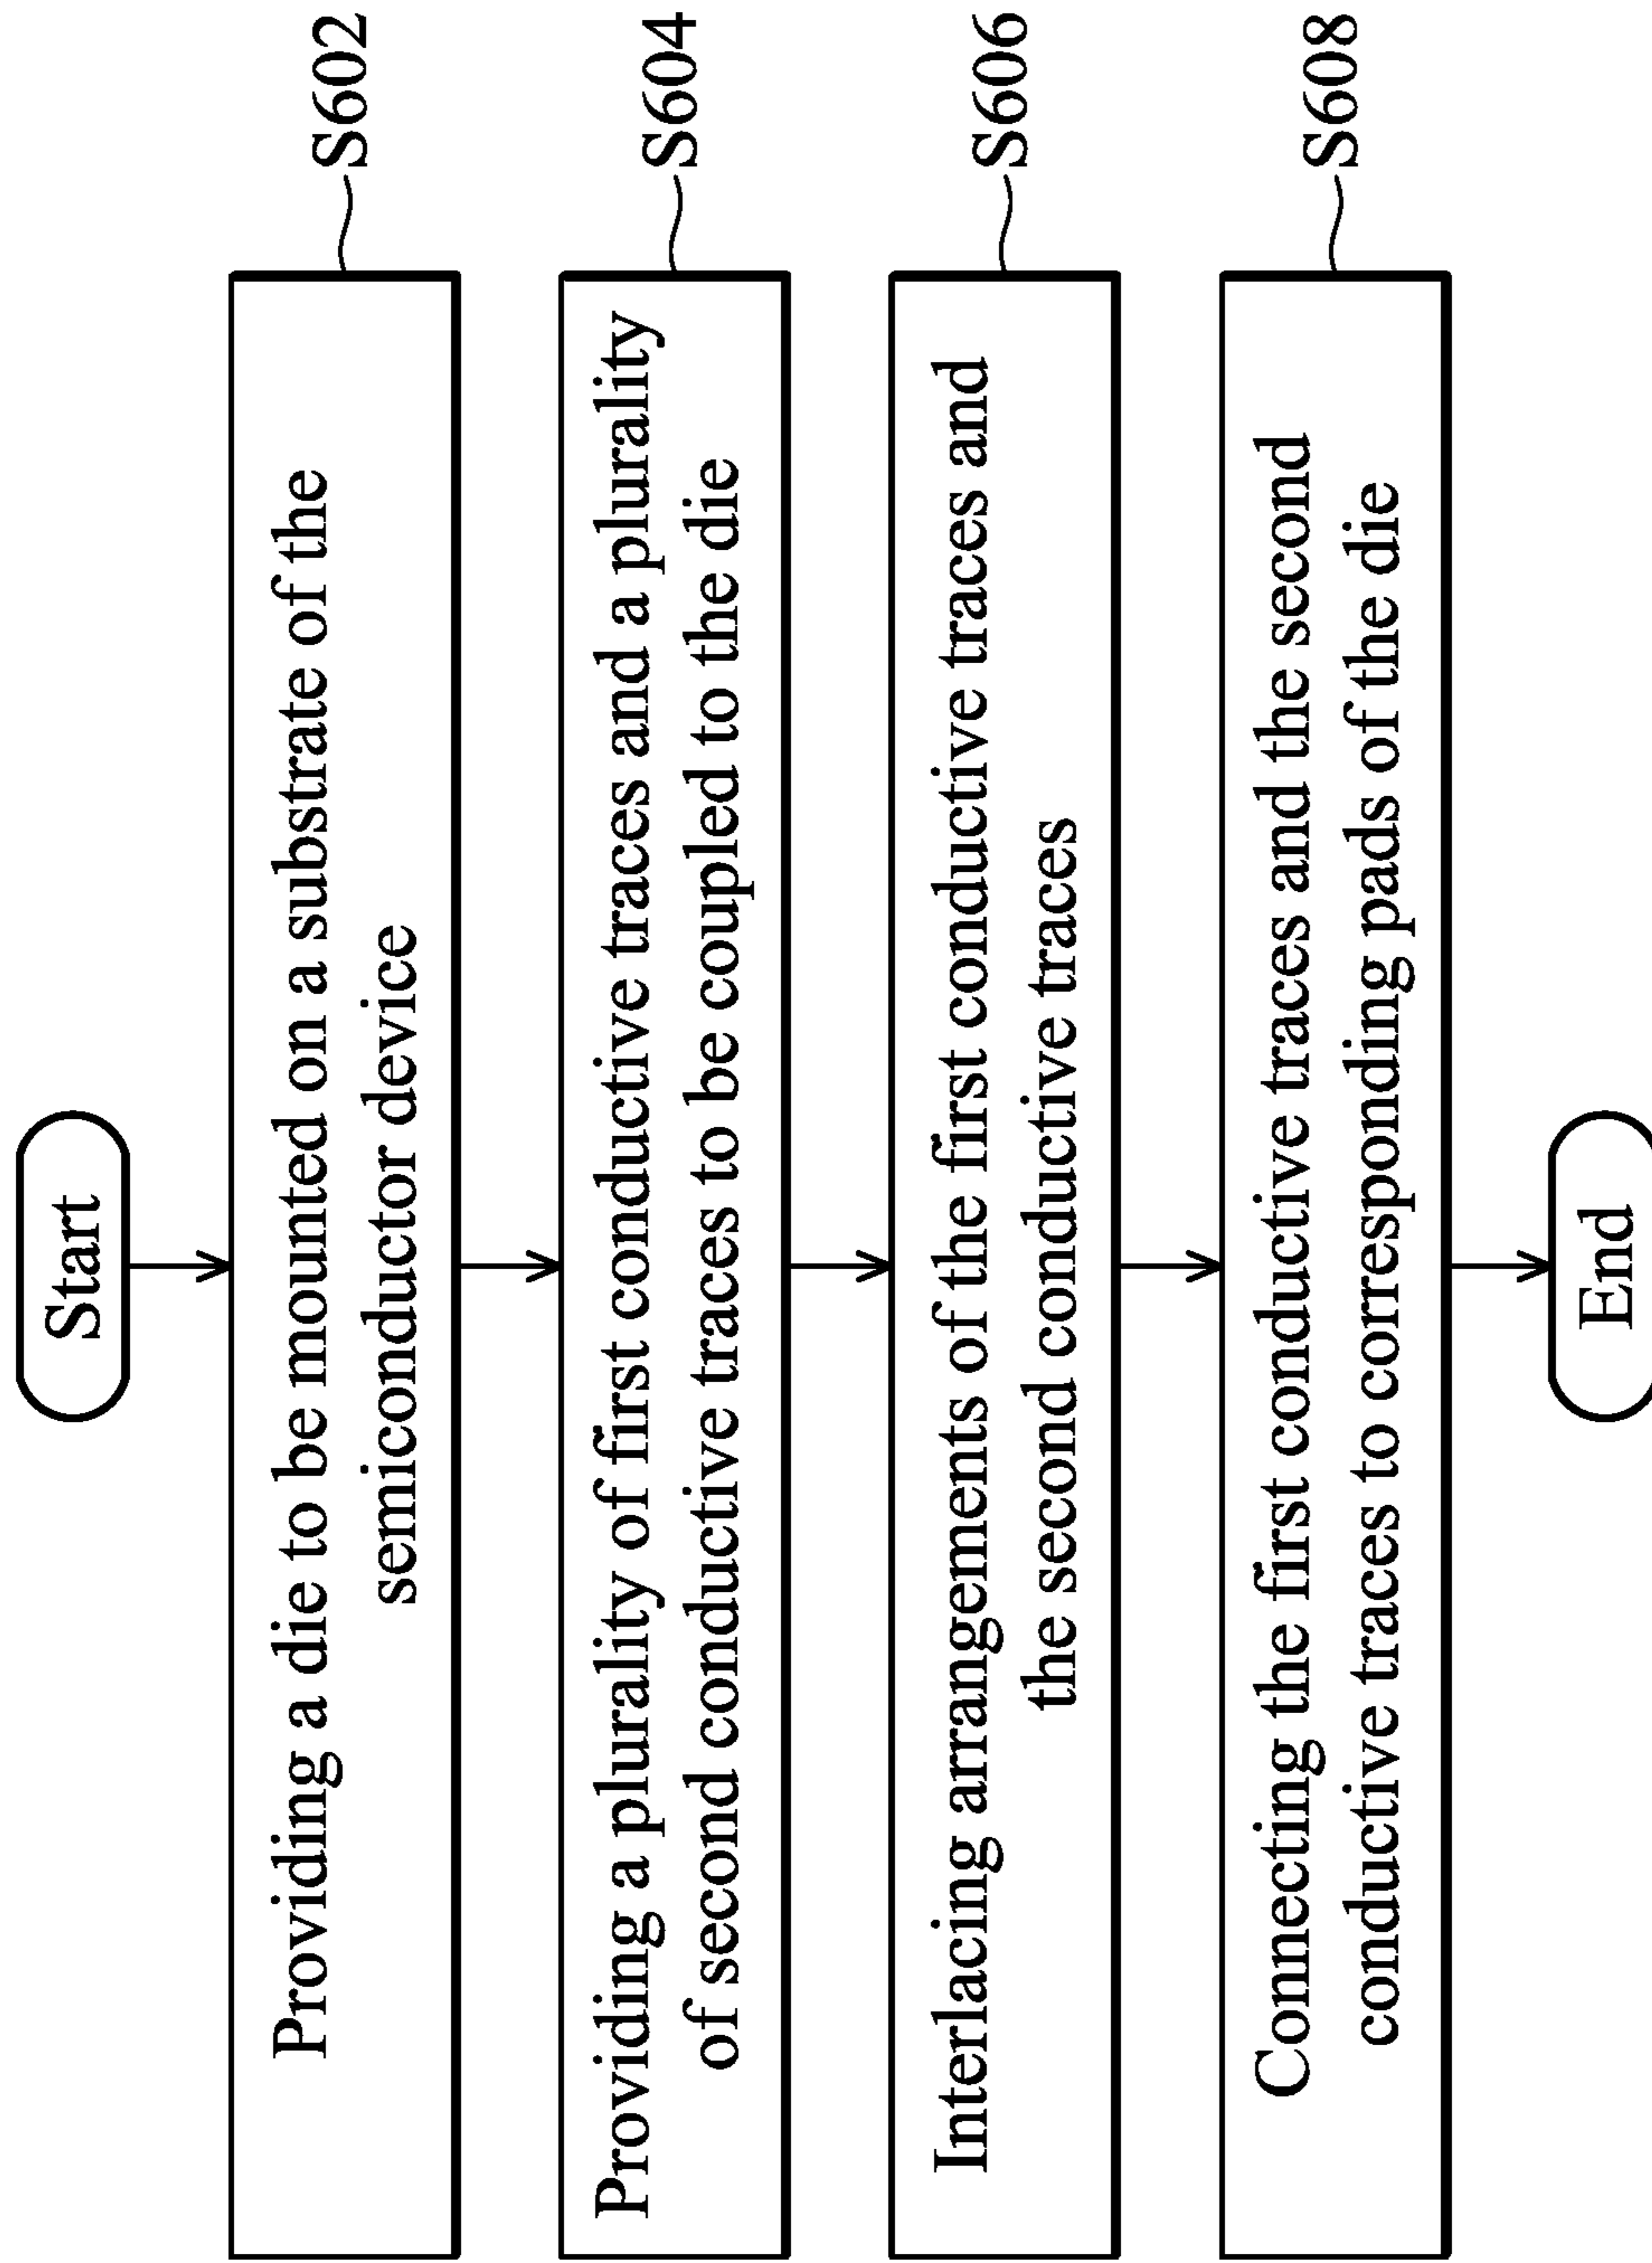 Start
Providing a die to be mounted on a substrate of the
semiconductor device
S602
Providing a plurality of first conductive traces and a plurality
of second conductive traces to be coupled to the die
S604
Interlacing arrangements of the first conductive traces and
the second conductive traces
S606
Connecting the first conductive traces and the second
conductive traces to corresponding pads of the die
S608
End